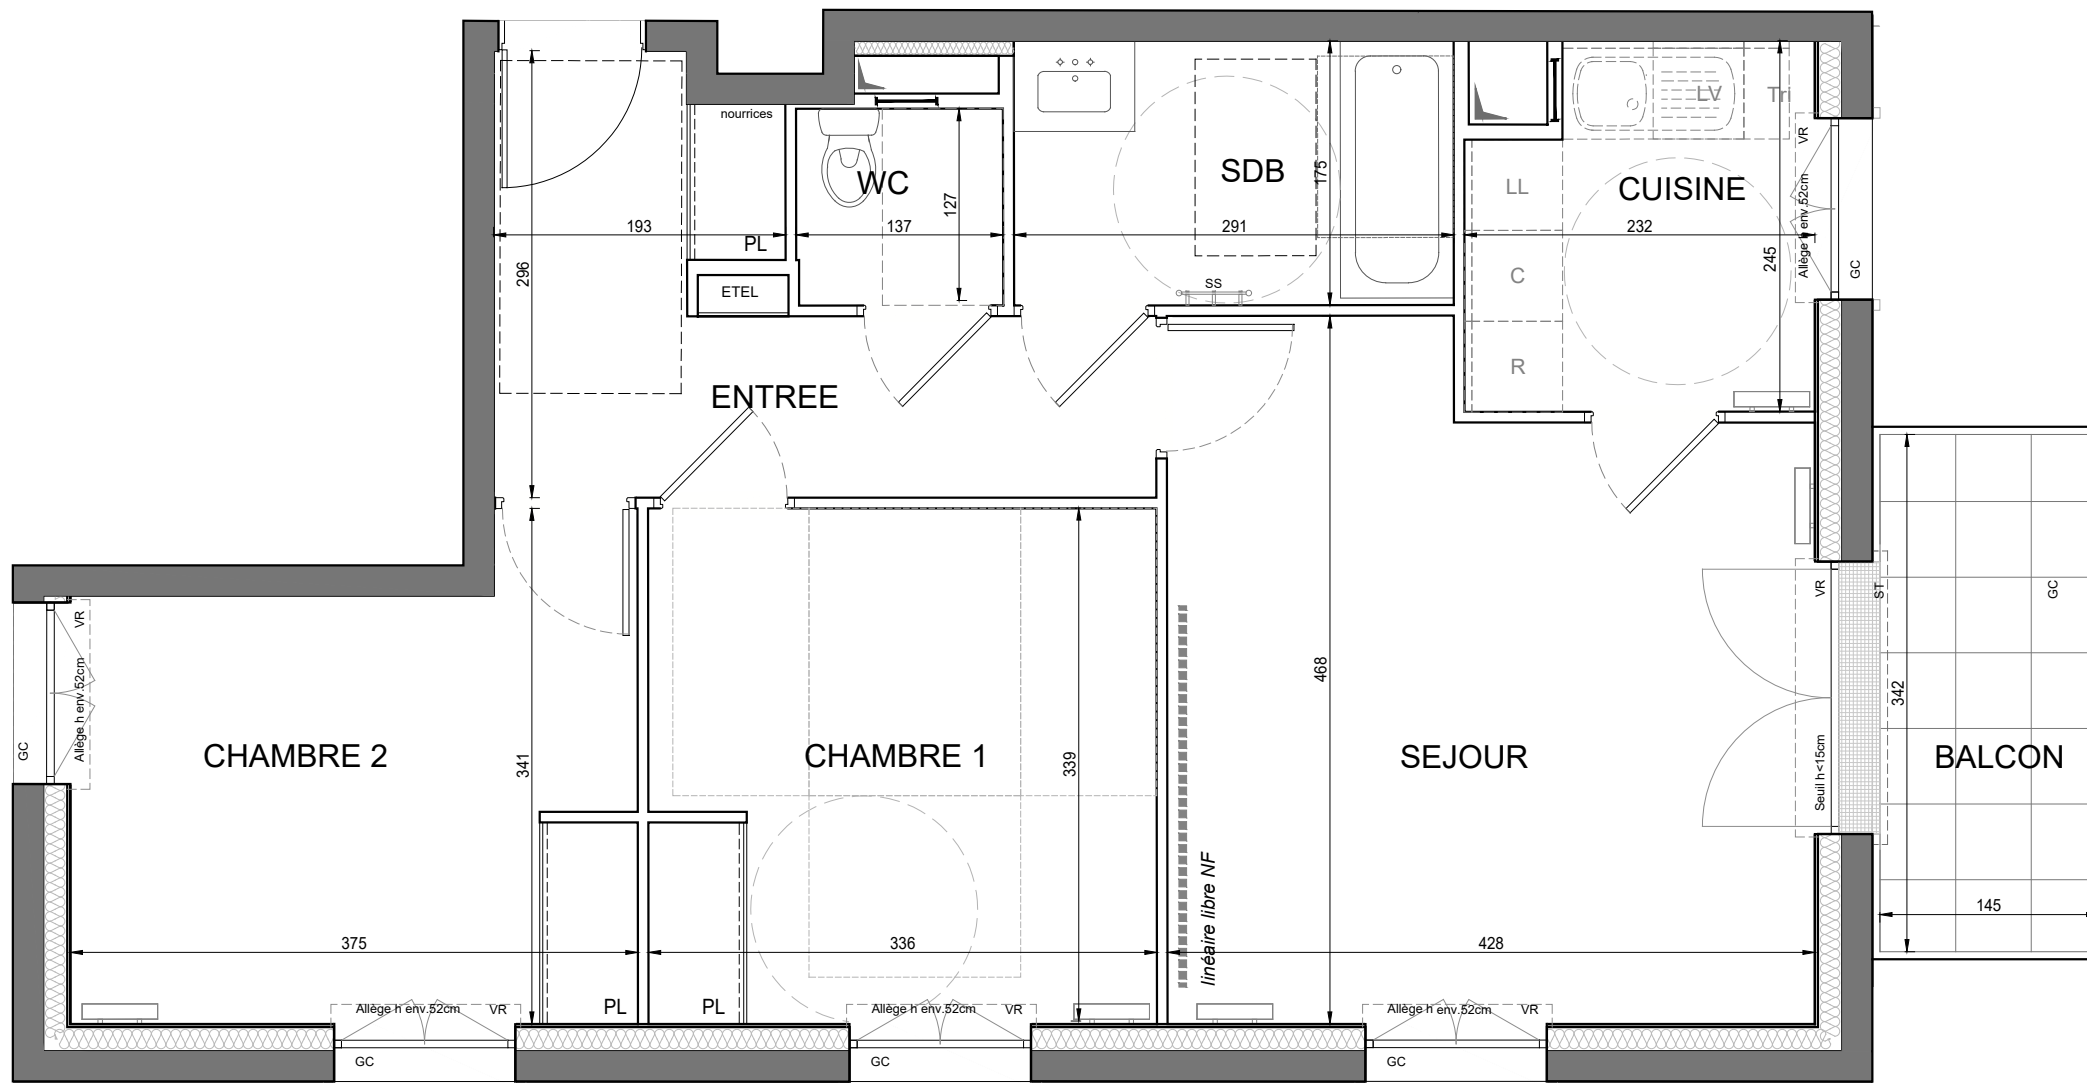 nourrices
WC
127
137
193
PL
296
ETEL
SDB
175
291
SS
LV
Tri
VR
CUISINE
LL
232
245
Allège h env.52cm
GC
C
R
ENTREE
VR
Allège h env.52cm
GC
CHAMBRE 2
341
375
PL
Allège h env.52cm
VR
GC
CHAMBRE 1
339
336
PL
Allège h env.52cm
VR
GC
SEJOUR
468
428
linéaire libre NF
Allège h env.52cm
VR
GC
VR
Seuil h<15cm
ST
GC
342
BALCON
145